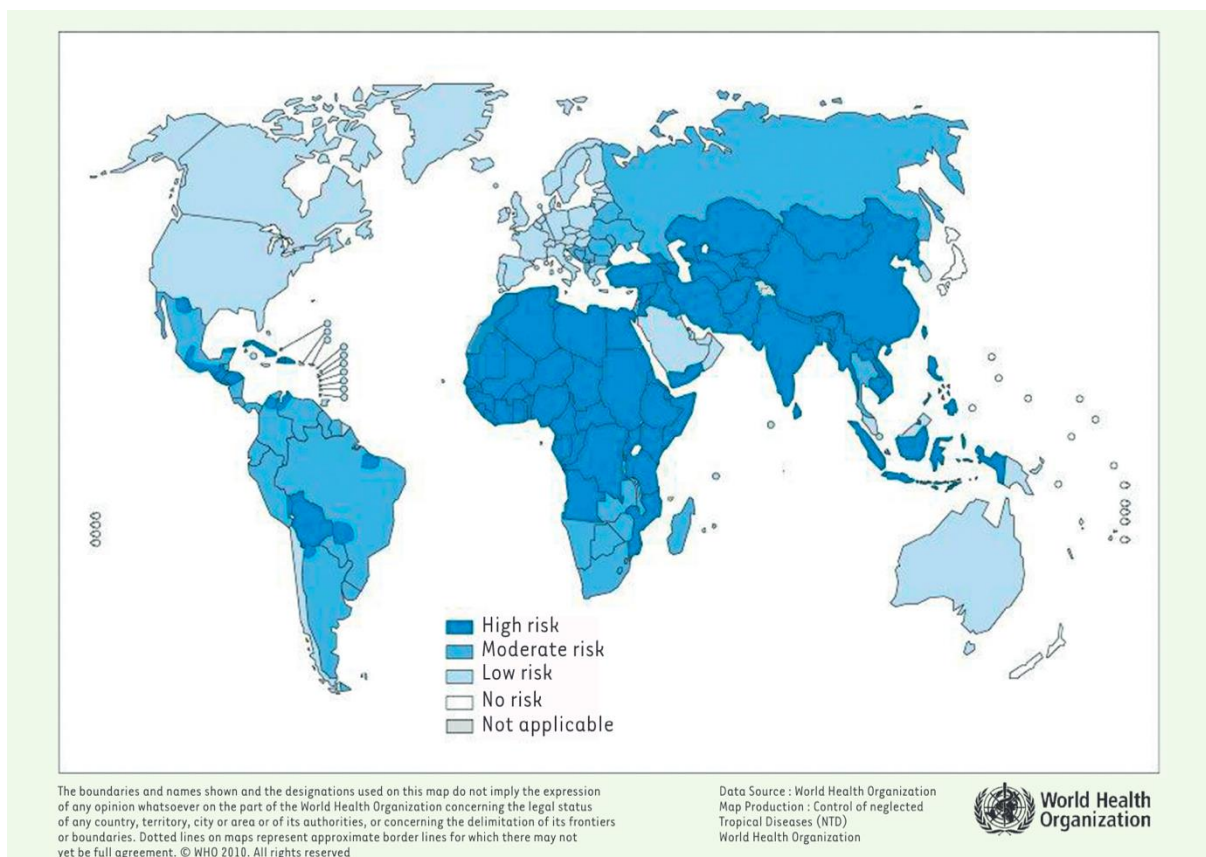 High risk
Moderate risk
Low risk
No risk
Not applicable
The boundaries and names shown and the designations used on this map do not imply the expression
of any opinion whatsoever on the part of the World Health Organization concerning the legal status
of any country, territory, city or area or of its authorities, or concerning the delimitation of its frontiers
or boundaries. Dotted lines on maps represent approximate border lines for which there may not
yet be full agreement. © WHO 2010. All rights reserved
Data Source : World Health Organization
Map Production : Control of neglected
Tropical Diseases (NTD)
World Health Organization
World Health
Organization